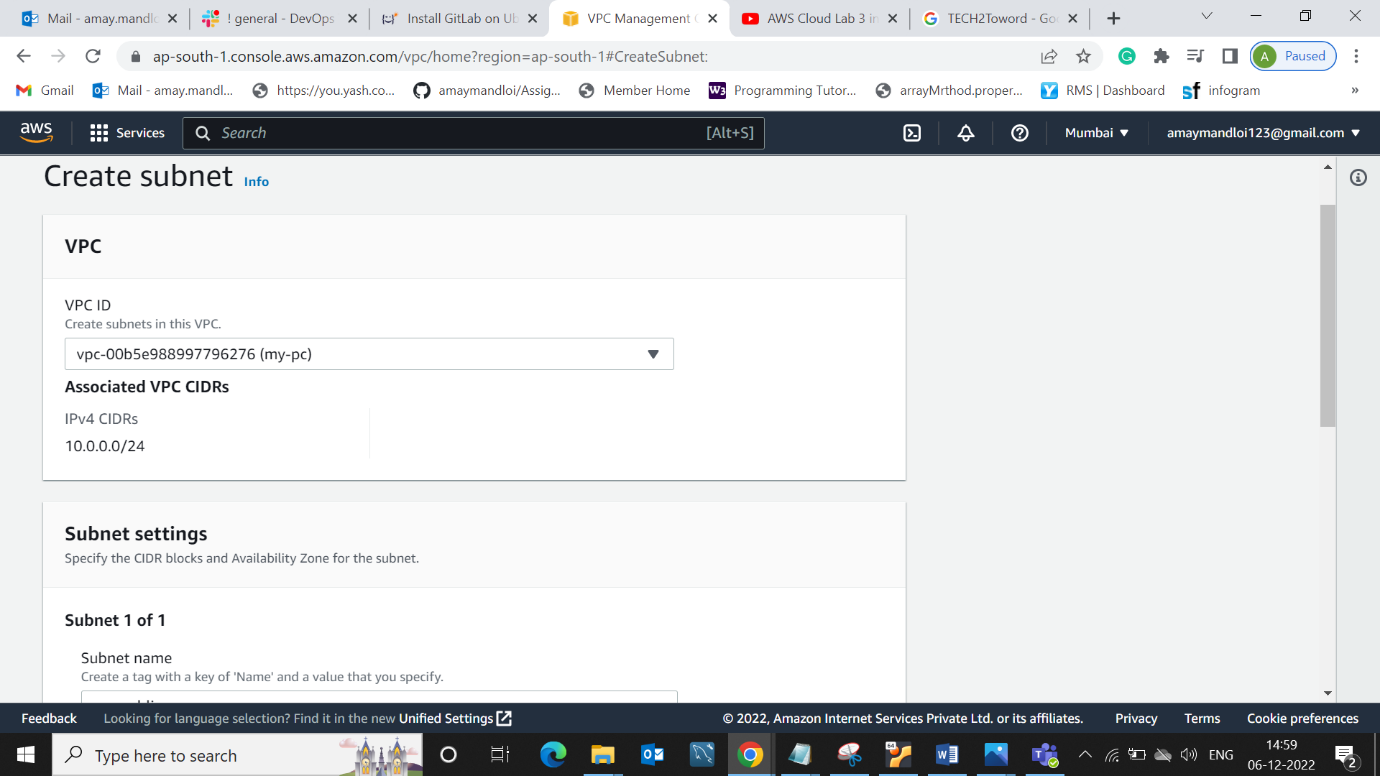 Mail - amay.mandlo
! general - DevOps
Install GitLab on Ub
VPC Management C
AWS Cloud Lab 3 in
TECH2Toword - Go
ap-south-1.console.aws.amazon.com/vpc/home?region=ap-south-1#CreateSubnet:
A Paused
Gmail
Mail - amay.mandl...
https://you.yash.co...
amaymandloi/Assig...
Member Home
W3 Programming Tutor...
arrayMrthod.proper...
RMS | Dashboard
sf infogram
»
aws
Services
Search
[Alt+S]
Mumbai
amaymandloi123@gmail.com
Create subnet Info
VPC
VPC ID
Create subnets in this VPC.
vpc-00b5e988997796276 (my-pc)
Associated VPC CIDRs
IPv4 CIDRs
10.0.0.0/24
Subnet settings
Specify the CIDR blocks and Availability Zone for the subnet.
Subnet 1 of 1
Subnet name
Create a tag with a key of 'Name' and a value that you specify.
Feedback
Looking for language selection? Find it in the new Unified Settings
© 2022, Amazon Internet Services Private Ltd. or its affiliates.
Privacy
Terms
Cookie preferences
Type here to search
ENG
14:59
06-12-2022
2